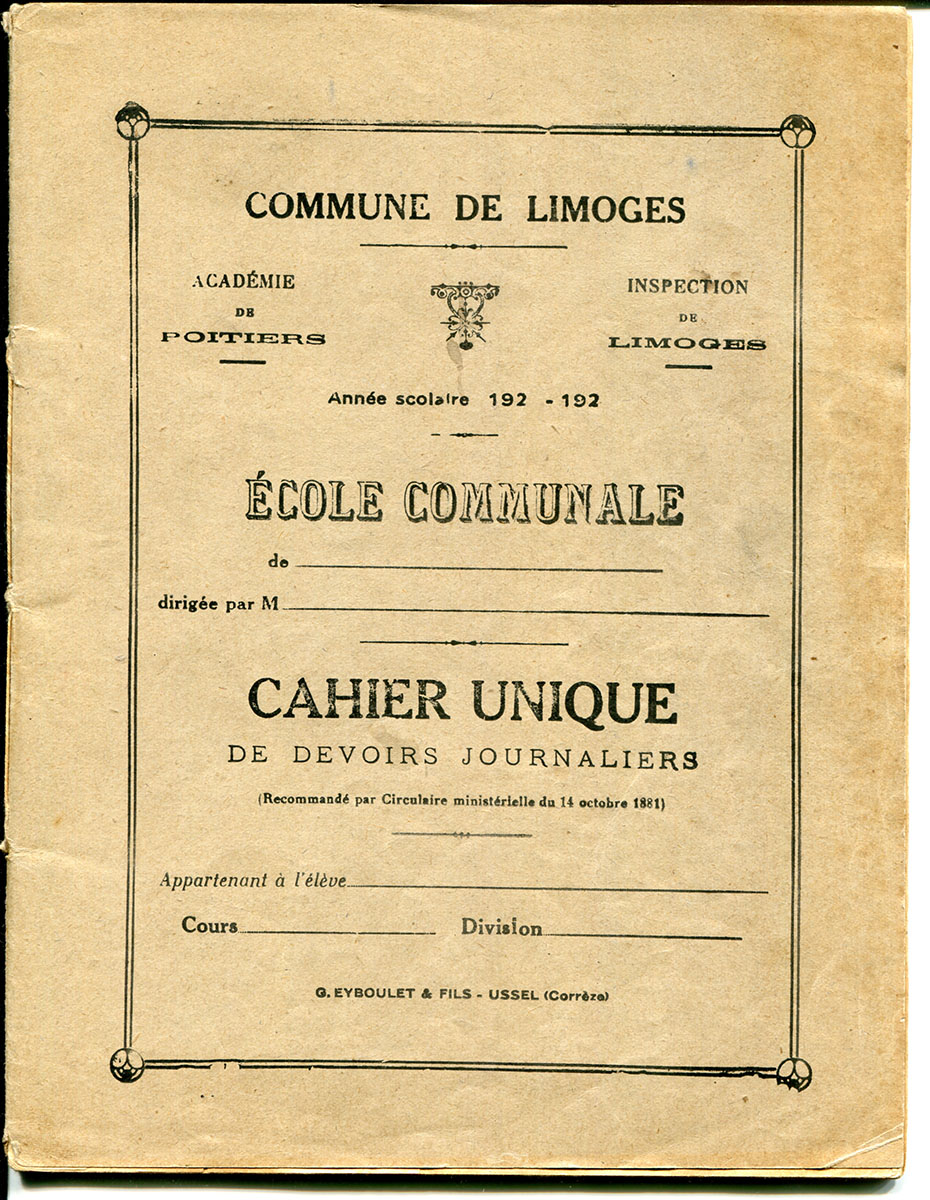 COMMUNE DE LIMOGES
ACADÉMIE
DE
POITIERS
INSPECTION
DE
LIMOGES
Année scolaire 192 - 192
ÉCOLE COMMUNALE
de
dirigée par M
CAHIER UNIQUE
DE DEVOIRS JOURNALIERS
(Recommandé par Circulaire ministérielle du 14 octobre 1881)
Appartenant à l'élève
Cours Division
G. EYBOULET & FILS - USSEL (Corrèze)